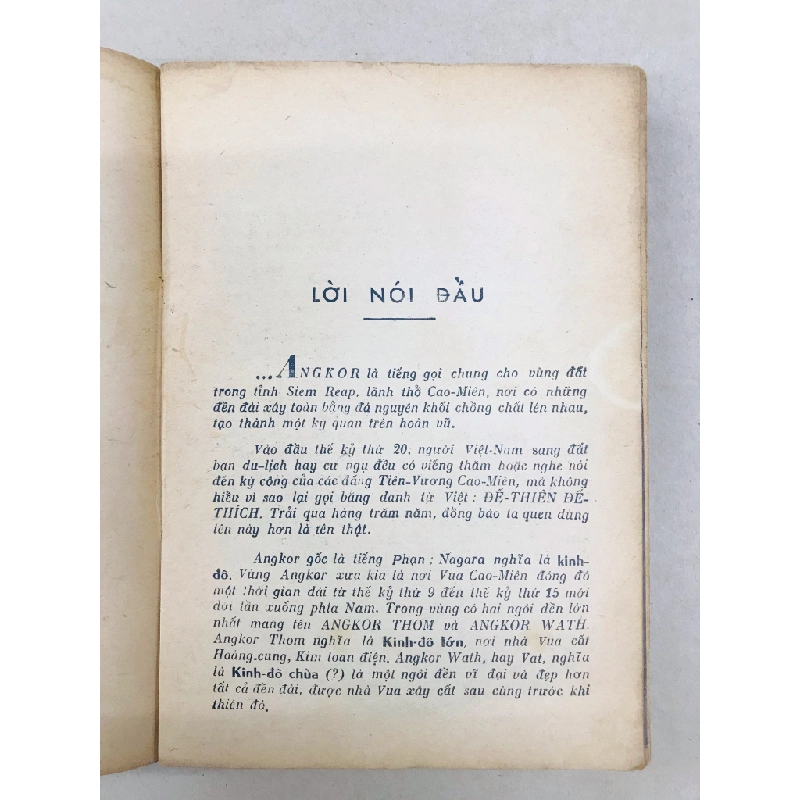 LỜI NÓI ĐẦU
...ANGKOR là tiếng gọi chung cho vùng đất
trong tỉnh Siem Reap, lãnh thổ Cao-Miên, nơi có những
đền đài xây toàn bằng đá nguyên khối chồng chất lên nhau,
tạo thành một kỳ quan trên hoàn vũ.
Vào đầu thế kỷ thứ 20, người Việt-Nam sang đất
bạn du-lịch hay cư ngụ đều có viếng thăm hoặc nghe nói
đến kỳ công của các đấng Tiên-Vương Cao-Miên, mà không
hiểu vì sao lại gọi bằng danh từ Việt : ĐẾ-THIÊN ĐẾ-
THÍCH. Trải qua hàng trăm năm, đồng bào ta quen dùng
tên này hơn là tên thật.
Angkor gốc là tiếng Phạn : Nagara nghĩa là kinh-
đô. Vùng Angkor xưa kia là nơi Vua Cao-Miên đóng đô
một thời gian dài từ thế kỷ thứ 9 đến thế kỷ thứ 15 mới
dời lần xuống phía Nam. Trong vùng có hai ngôi đền lớn
nhất mang tên ANGKOR THOM và ANGKOR WATH.
Angkor Thom nghĩa là Kinh-đô lớn, nơi nhà Vua cất
Hoàng-cung, Kim loan điện. Angkor Wath, hay Vat, nghĩa
là Kinh-đô chùa (?) là một ngôi đền vĩ đại và đẹp hơn
tất cả đền đài, được nhà Vua xây cất sau cùng trước khi
thiên đô.